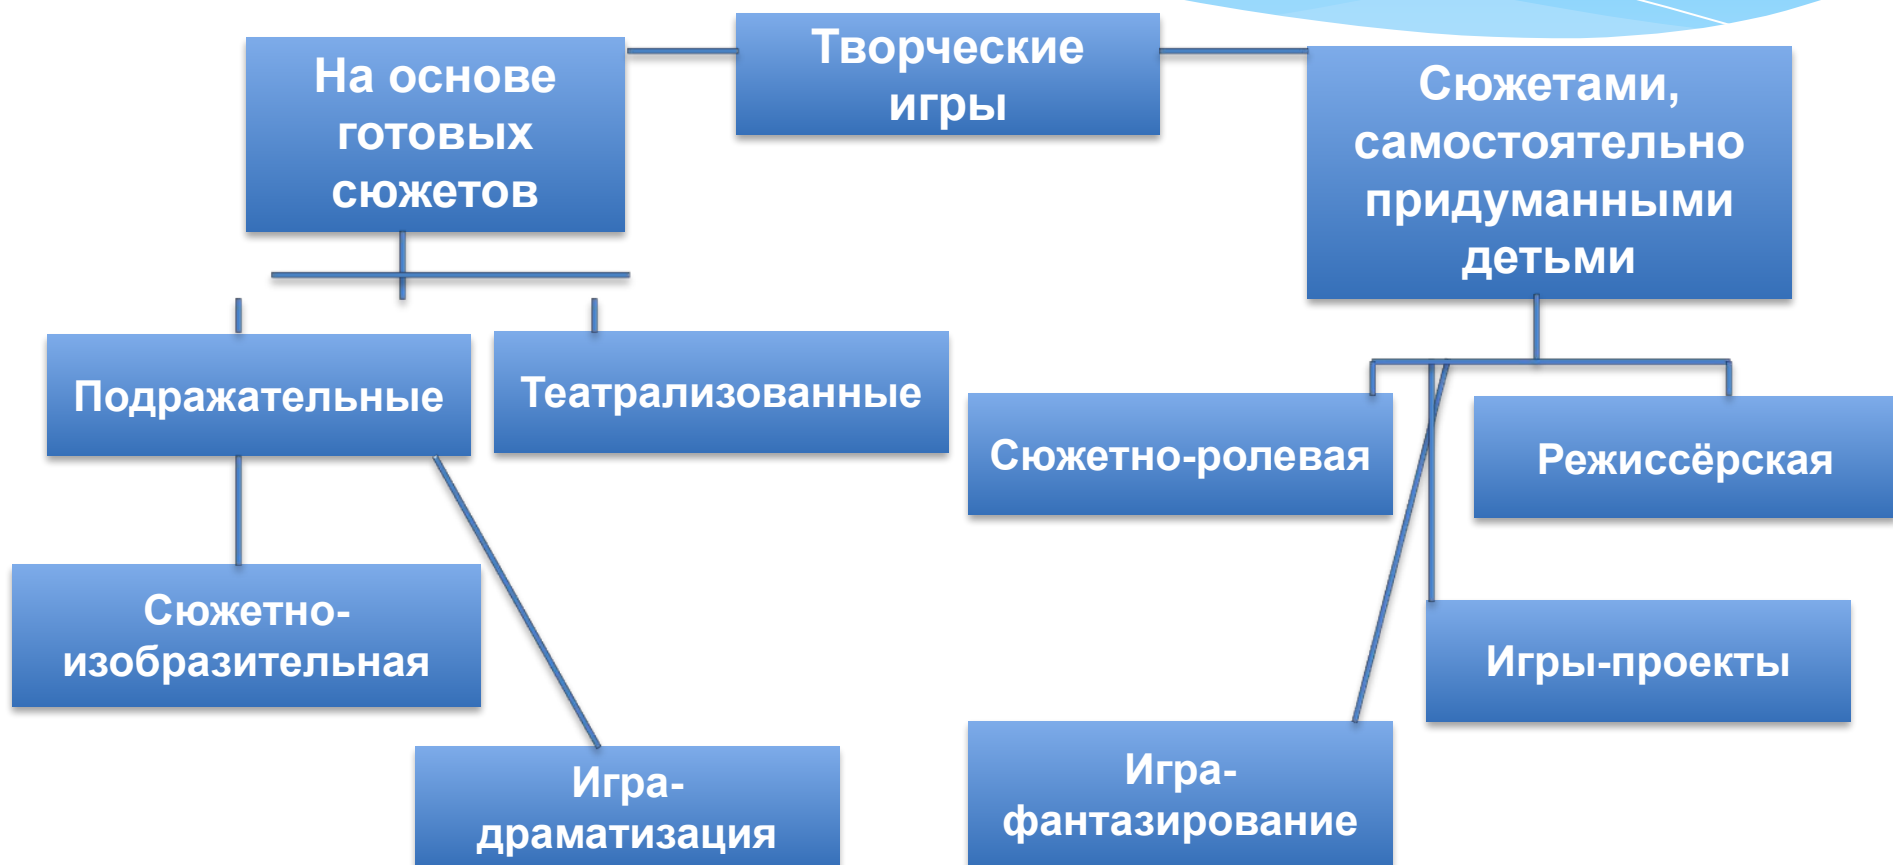 Творческие
игры
На основе
готовых
сюжетов
Сюжетами,
самостоятельно
придуманными
детьми
Подражательные
Театрализованные
Сюжетно-ролевая
Режиссёрская
Сюжетно-
изобразительная
Игры-проекты
Игра-
драматизация
Игра-
фантазирование